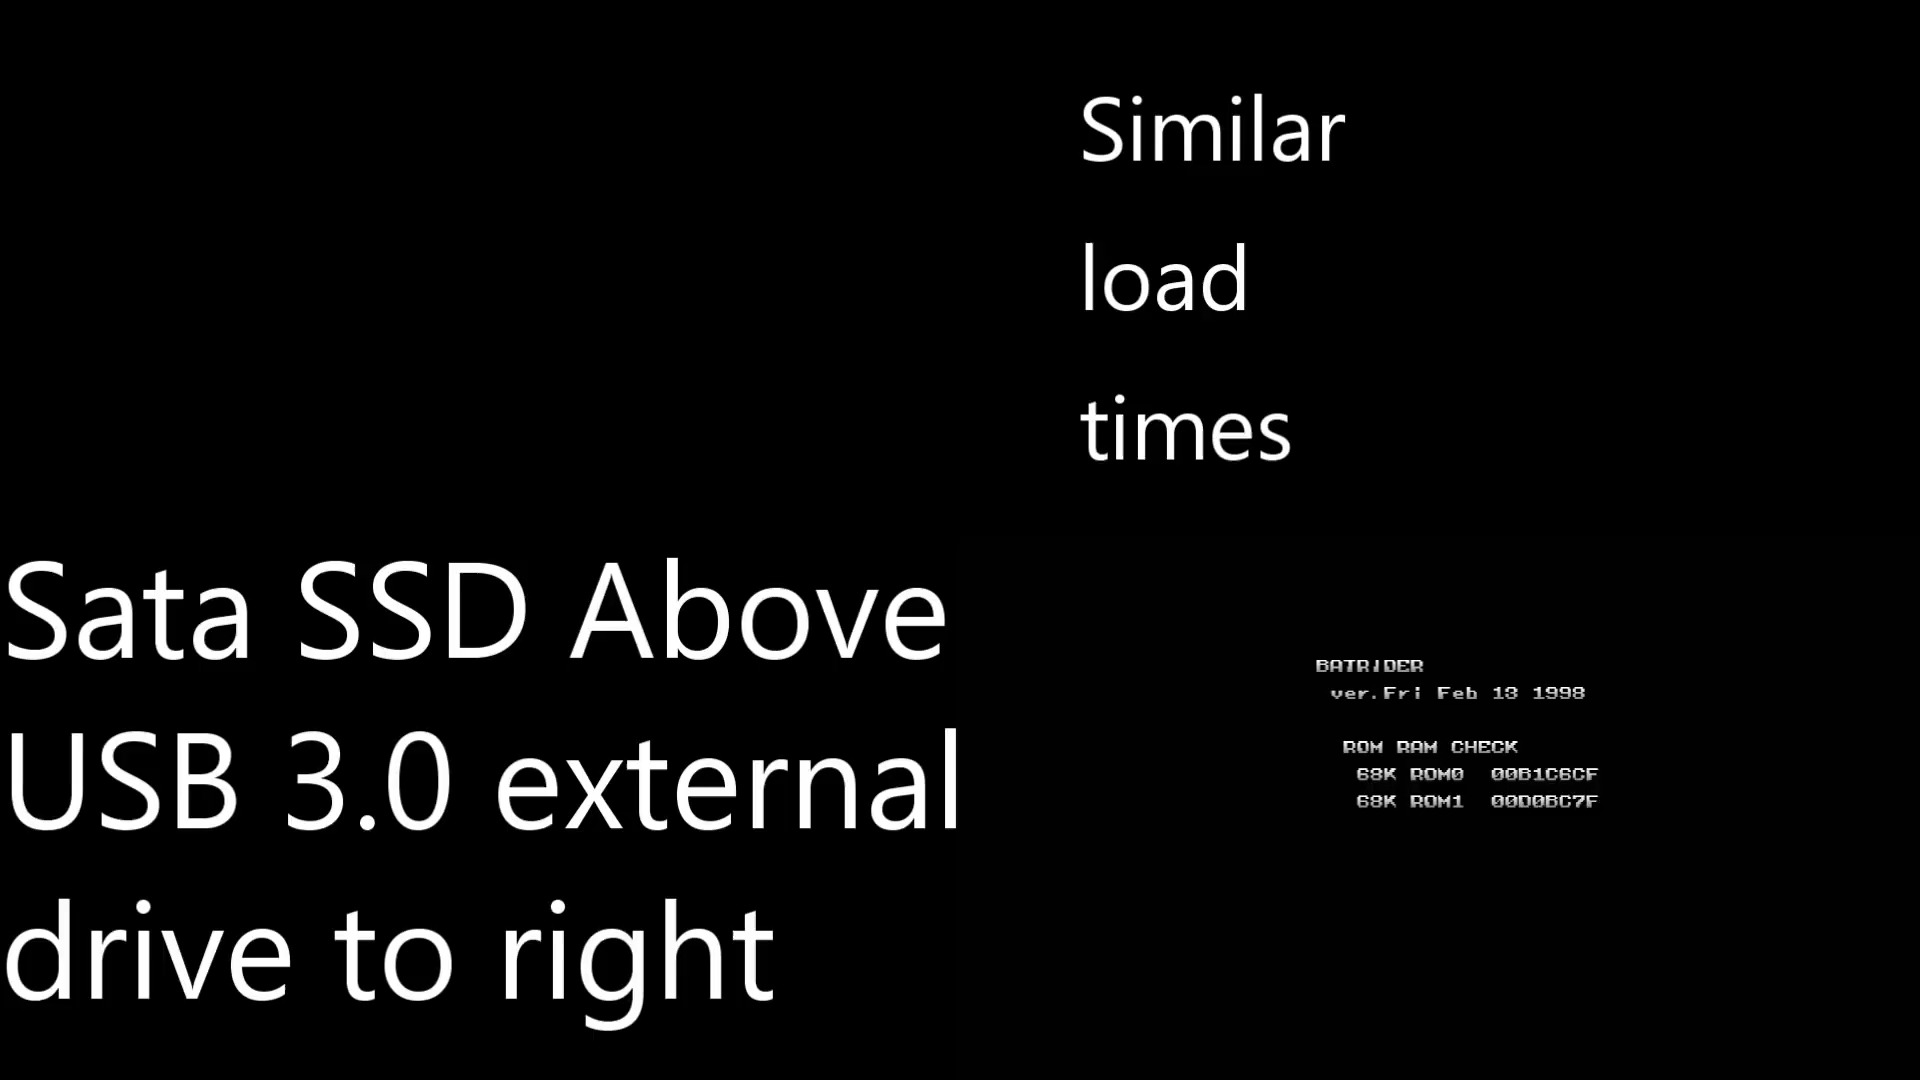 Similar
load
times
Sata SSD Above
USB 3.0 external
drive to right
BATRIDER
ver.Fri Feb 13 1998
ROM RAM CHECK
68K ROM0 00B1C6CF
68K ROM1 00D0BC7F